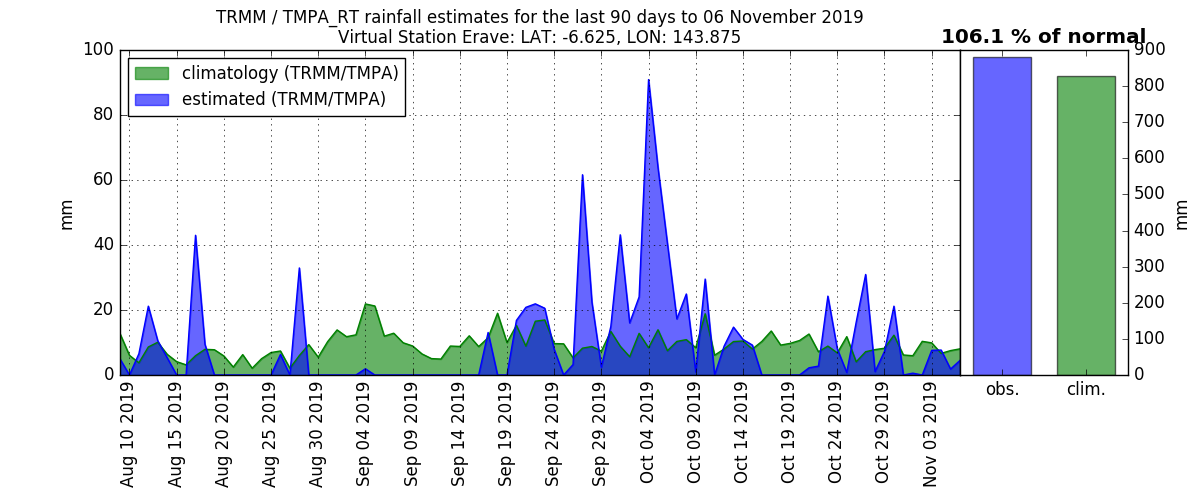 TRMM / TMPA_RT rainfall estimates for the last 90 days to 06 November 2019
Virtual Station Erave: LAT: -6.625, LON: 143.875
106.1 % of normal
climatology (TRMM/TMPA)
estimated (TRMM/TMPA)
mm
100
80
60
40
20
0
Aug 10 2019
Aug 15 2019
Aug 20 2019
Aug 25 2019
Aug 30 2019
Sep 04 2019
Sep 09 2019
Sep 14 2019
Sep 19 2019
Sep 24 2019
Sep 29 2019
Oct 04 2019
Oct 09 2019
Oct 14 2019
Oct 19 2019
Oct 24 2019
Oct 29 2019
Nov 03 2019
obs.
clim.
900
800
700
600
500
400
300
200
100
0
mm